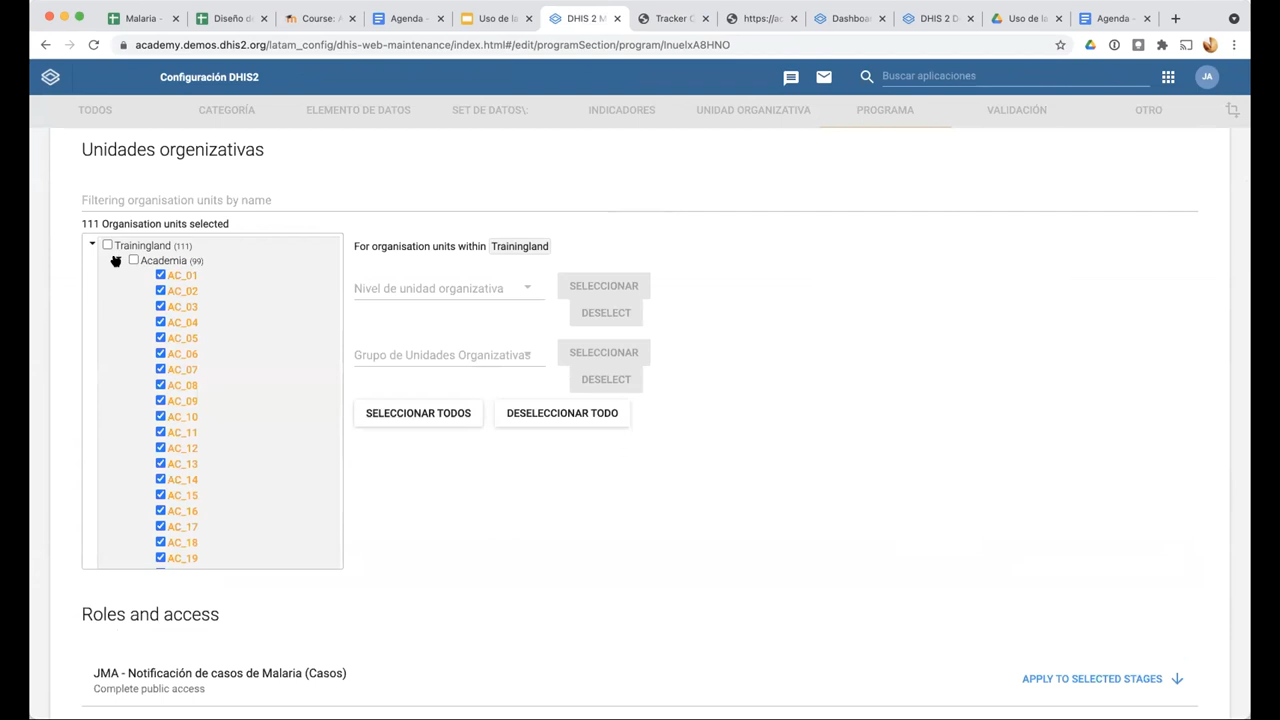 Malaria -
Diseño de
Course: A
Agenda -
Uso de la
DHIS2 M
Tracker C
https://ac
Dashboa
DHIS 2 D
Uso de la
Agenda -
academy.demos.dhis2.org/latam_config/dhis-web-maintenance/index.html#/edit/programSection/program/InuelxA8HNO
Configuración DHIS2
Buscar aplicaciones
JA
TODOS
CATEGORÍA
ELEMENTO DE DATOS
SET DE DATOS\;
INDICADORES
UNIDAD ORGANIZATIVA
PROGRAMA
VALIDACIÓN
OTRO
Unidades orgenizativas
Filtering organisation units by name
111 Organisation units selected
Trainingland (111)
Academia (99)
AC_01
AC_02
AC_03
AC_04
AC_05
AC_06
AC_07
AC_08
AC_09
AC_10
AC_11
AC_12
AC_13
AC_14
AC_15
AC_16
AC_17
AC_18
AC_19
For organisation units within Trainingland
Nivel de unidad organizativa
SELECCIONAR
DESELECT
Grupo de Unidades Organizativas
SELECCIONAR
DESELECT
SELECCIONAR TODOS
DESELECCIONAR TODO
Roles and access
JMA - Notificación de casos de Malaria (Casos)
Complete public access
APPLY TO SELECTED STAGES